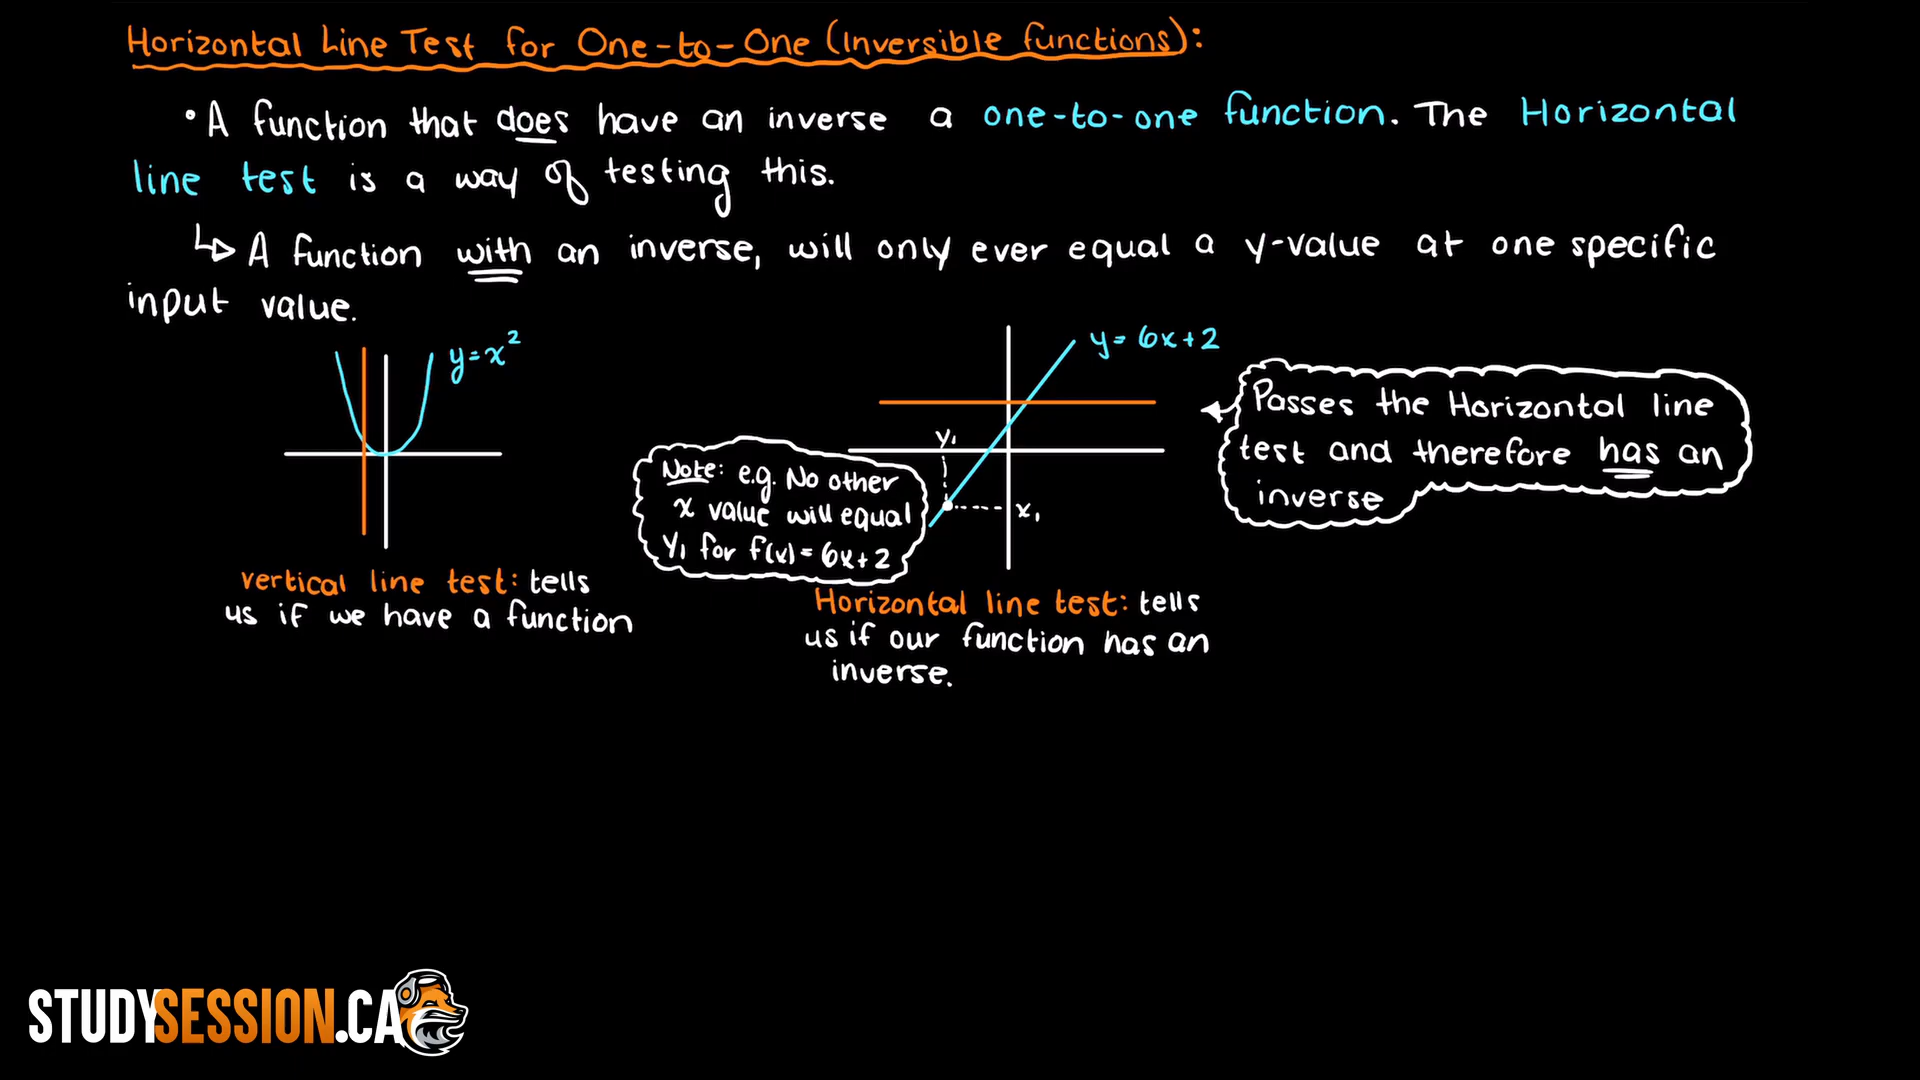 Horizontal Line Test for One-to-One (Inversible functions):
• A function that does have an inverse a one-to-one function. The Horizontal
line test is a way of testing this.
↳ A function with an inverse, will only ever equal a y-value at one specific
input value.
y=x²
vertical line test: tells
us if we have a function
Note: e.g. No other
x value will equal
y₁ for f(x)=6x+2
y=6x+2
y₁
x₁
Horizontal line test: tells
us if our function has an
inverse.
Passes the Horizontal line
test and therefore has an
inverse
STUDYSESSION.CA